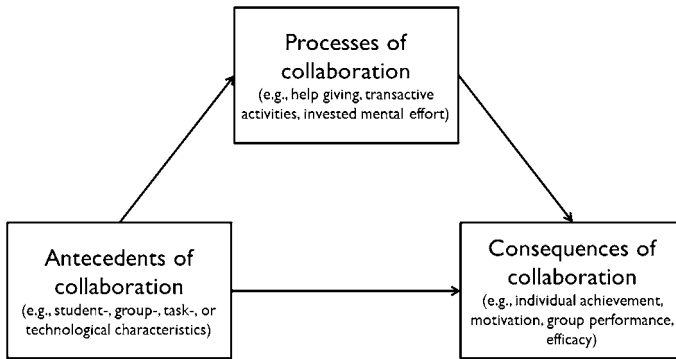 Processes of
collaboration
(e.g., help giving, transactive
activities, invested mental effort)
Antecedents of
collaboration
(e.g., student-, group-, task-, or
technological characteristics)
Consequences of
collaboration
(e.g., individual achievement,
motivation, group performance,
efficacy)